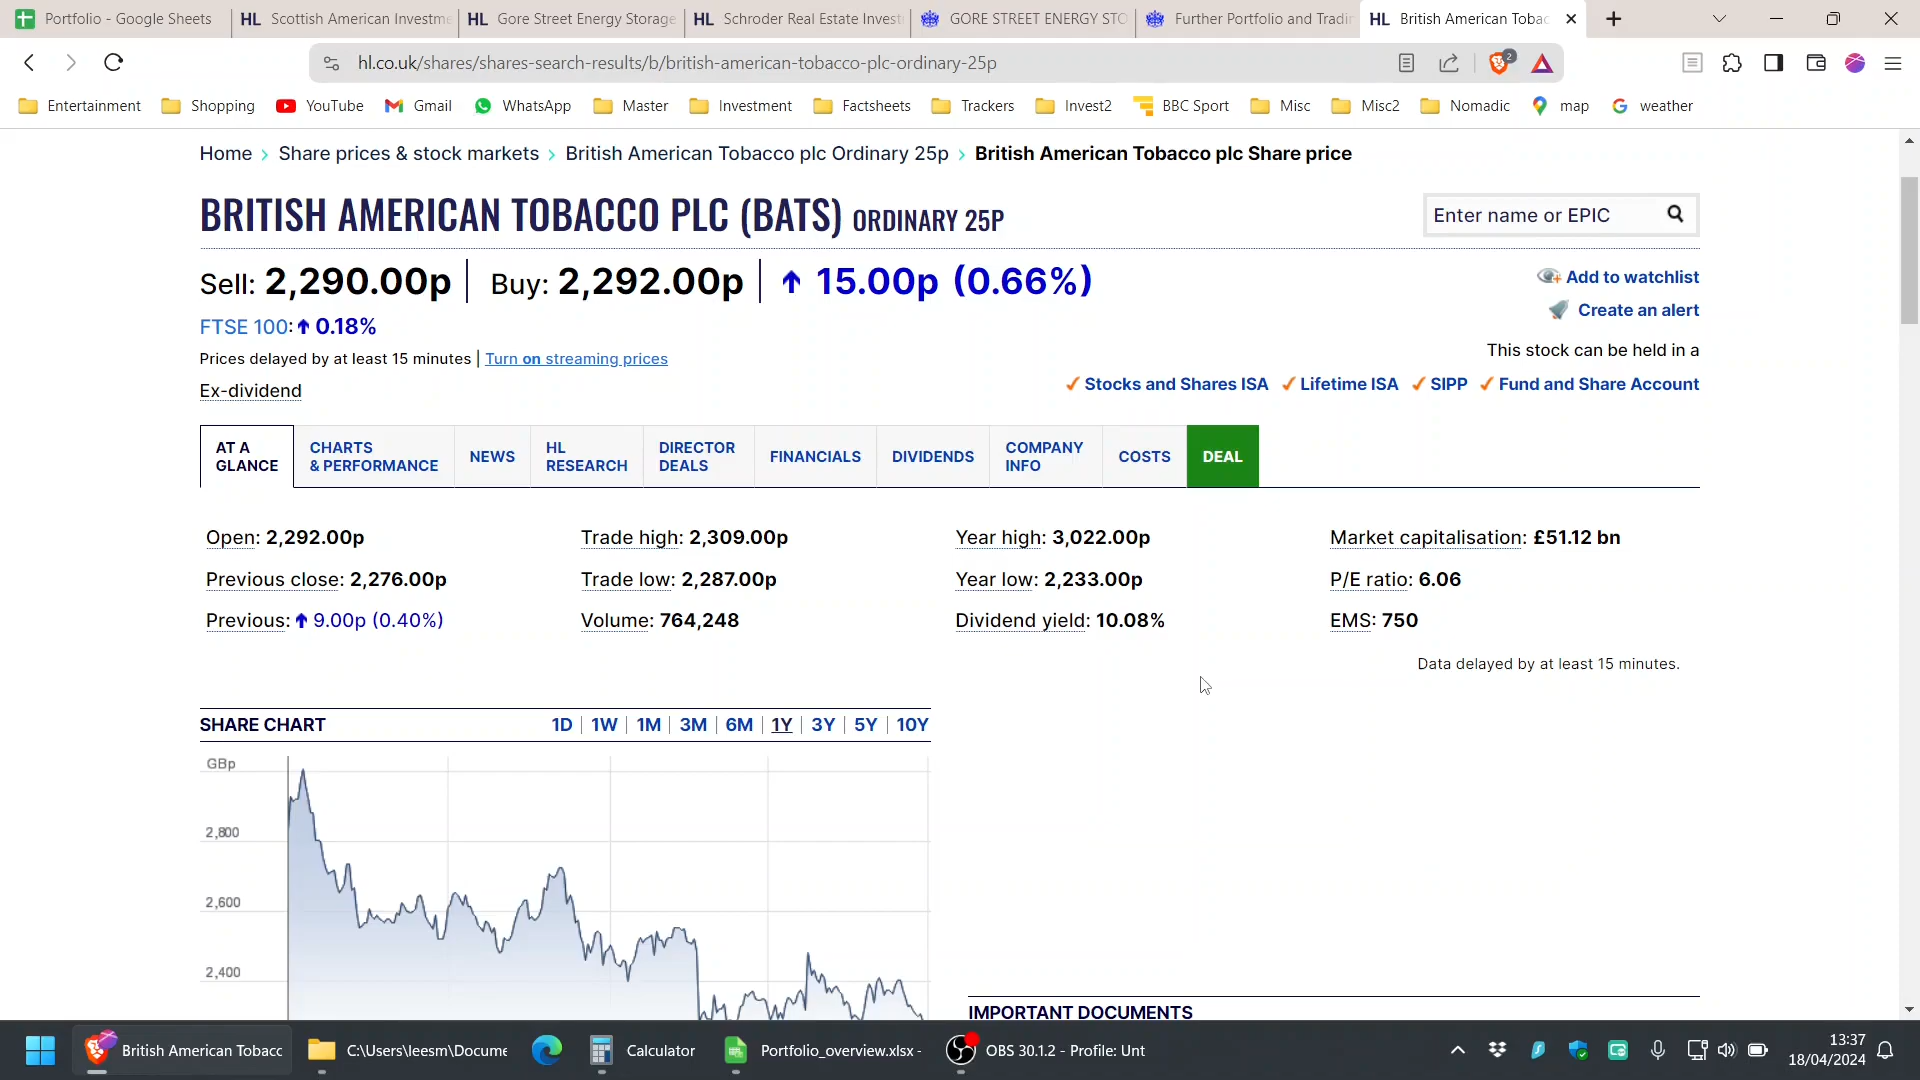 Portfolio - Google Sheets
HL Scottish American Investme
HL Gore Street Energy Storage
HL Schroder Real Estate Invest
GORE STREET ENERGY STO
Further Portfolio and Tradin
HL British American Tobac
hl.co.uk/shares/shares-search-results/b/british-american-tobacco-plc-ordinary-25p
2
Entertainment
Shopping
YouTube
Gmail
WhatsApp
Master
Investment
Factsheets
Trackers
Invest2
BBC Sport
Misc
Misc2
Nomadic
map
weather
Home > Share prices & stock markets > British American Tobacco plc Ordinary 25p > British American Tobacco plc Share price
BRITISH AMERICAN TOBACCO PLC (BATS) ORDINARY 25P
Enter name or EPIC
Sell: 2,290.00p | Buy: 2,292.00p | ↑ 15.00p (0.66%)
Add to watchlist
Create an alert
FTSE 100: ↑ 0.18%
Prices delayed by at least 15 minutes | Turn on streaming prices
This stock can be held in a
✓ Stocks and Shares ISA ✓ Lifetime ISA ✓ SIPP ✓ Fund and Share Account
Ex-dividend
AT A GLANCE
CHARTS & PERFORMANCE
NEWS
HL RESEARCH
DIRECTOR DEALS
FINANCIALS
DIVIDENDS
COMPANY INFO
COSTS
DEAL
Open: 2,292.00p
Trade high: 2,309.00p
Year high: 3,022.00p
Market capitalisation: £51.12 bn
Previous close: 2,276.00p
Trade low: 2,287.00p
Year low: 2,233.00p
P/E ratio: 6.06
Previous: ↑ 9.00p (0.40%)
Volume: 764,248
Dividend yield: 10.08%
EMS: 750
Data delayed by at least 15 minutes.
SHARE CHART
1D | 1W | 1M | 3M | 6M | 1Y | 3Y | 5Y | 10Y
GBp
2,800
2,600
2,400
IMPORTANT DOCUMENTS
British American Tobacc
C:\Users\leesm\Docume
Calculator
Portfolio_overview.xlsx -
OBS 30.1.2 - Profile: Unt
13:37
18/04/2024